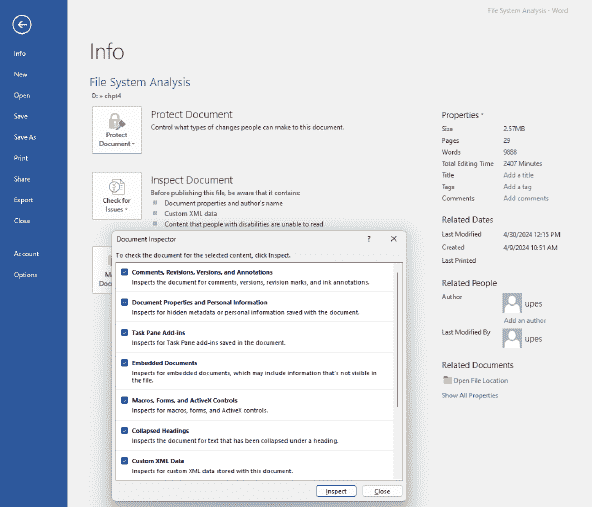 File System Analysis - Word
Info
New
Open
Save
Save As
Print
Share
Export
Close
Account
Options
Info
File System Analysis
D: » chpt4
Protect Document
Control what types of changes people can make to this document.
Protect
Document
Inspect Document
Before publishing this file, be aware that it contains:
Document properties and author's name
Custom XML data
Content that people with disabilities are unable to read
Check for
Issues
Document Inspector
? ×
To check the document for the selected content, click Inspect.
Comments, Revisions, Versions, and Annotations
Inspects the document for comments, versions, revision marks, and ink annotations.
Document Properties and Personal Information
Inspects for hidden metadata or personal information saved with the document.
Task Pane Add-ins
Inspects for Task Pane add-ins saved in the document.
Embedded Documents
Inspects for embedded documents, which may include information that's not visible in
the file.
Macros, Forms, and ActiveX Controls
Inspects for macros, forms, and ActiveX controls.
Collapsed Headings
Inspects the document for text that has been collapsed under a heading.
Custom XML Data
Inspects for custom XML data stored with this document.
Inspect
Close
Properties
Size 2.57MB
Pages 29
Words 9888
Total Editing Time 2407 Minutes
Title Add a title
Tags Add a tag
Comments Add comments
Related Dates
Last Modified 4/30/2024 12:15 PM
Created 4/9/2024 10:51 AM
Last Printed
Related People
Author upes
Add an author
Last Modified By upes
Related Documents
Open File Location
Show All Properties